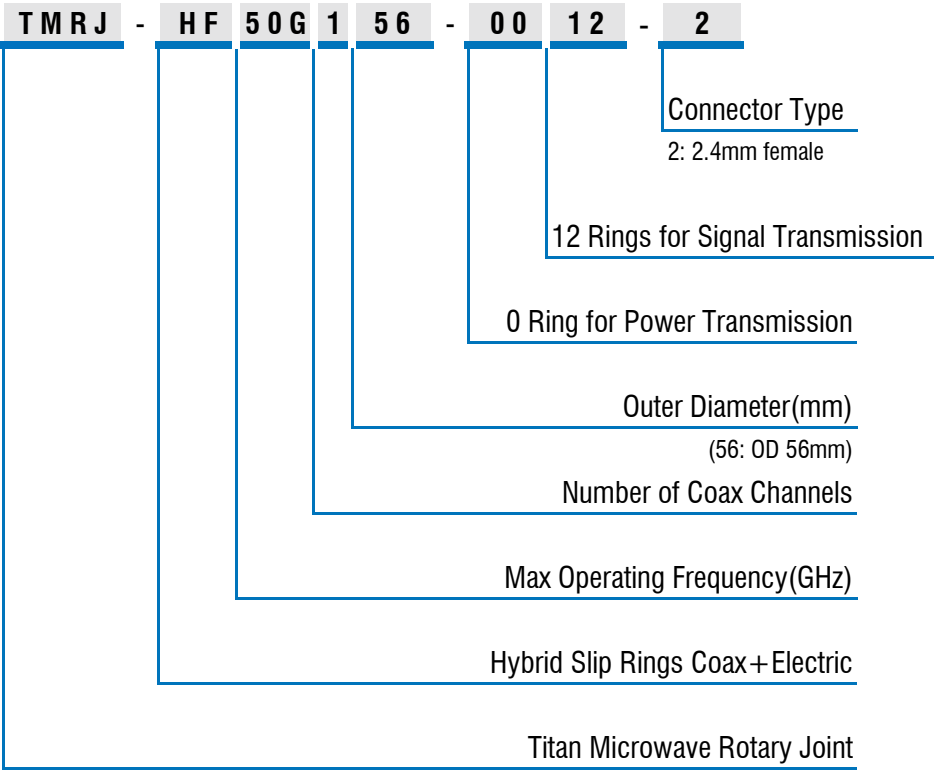 TMRJ - HF 50G 1 56 - 00 12 - 2
Connector Type
2: 2.4mm female
12 Rings for Signal Transmission
0 Ring for Power Transmission
Outer Diameter(mm)
(56: OD 56mm)
Number of Coax Channels
Max Operating Frequency(GHz)
Hybrid Slip Rings Coax+Electric
Titan Microwave Rotary Joint